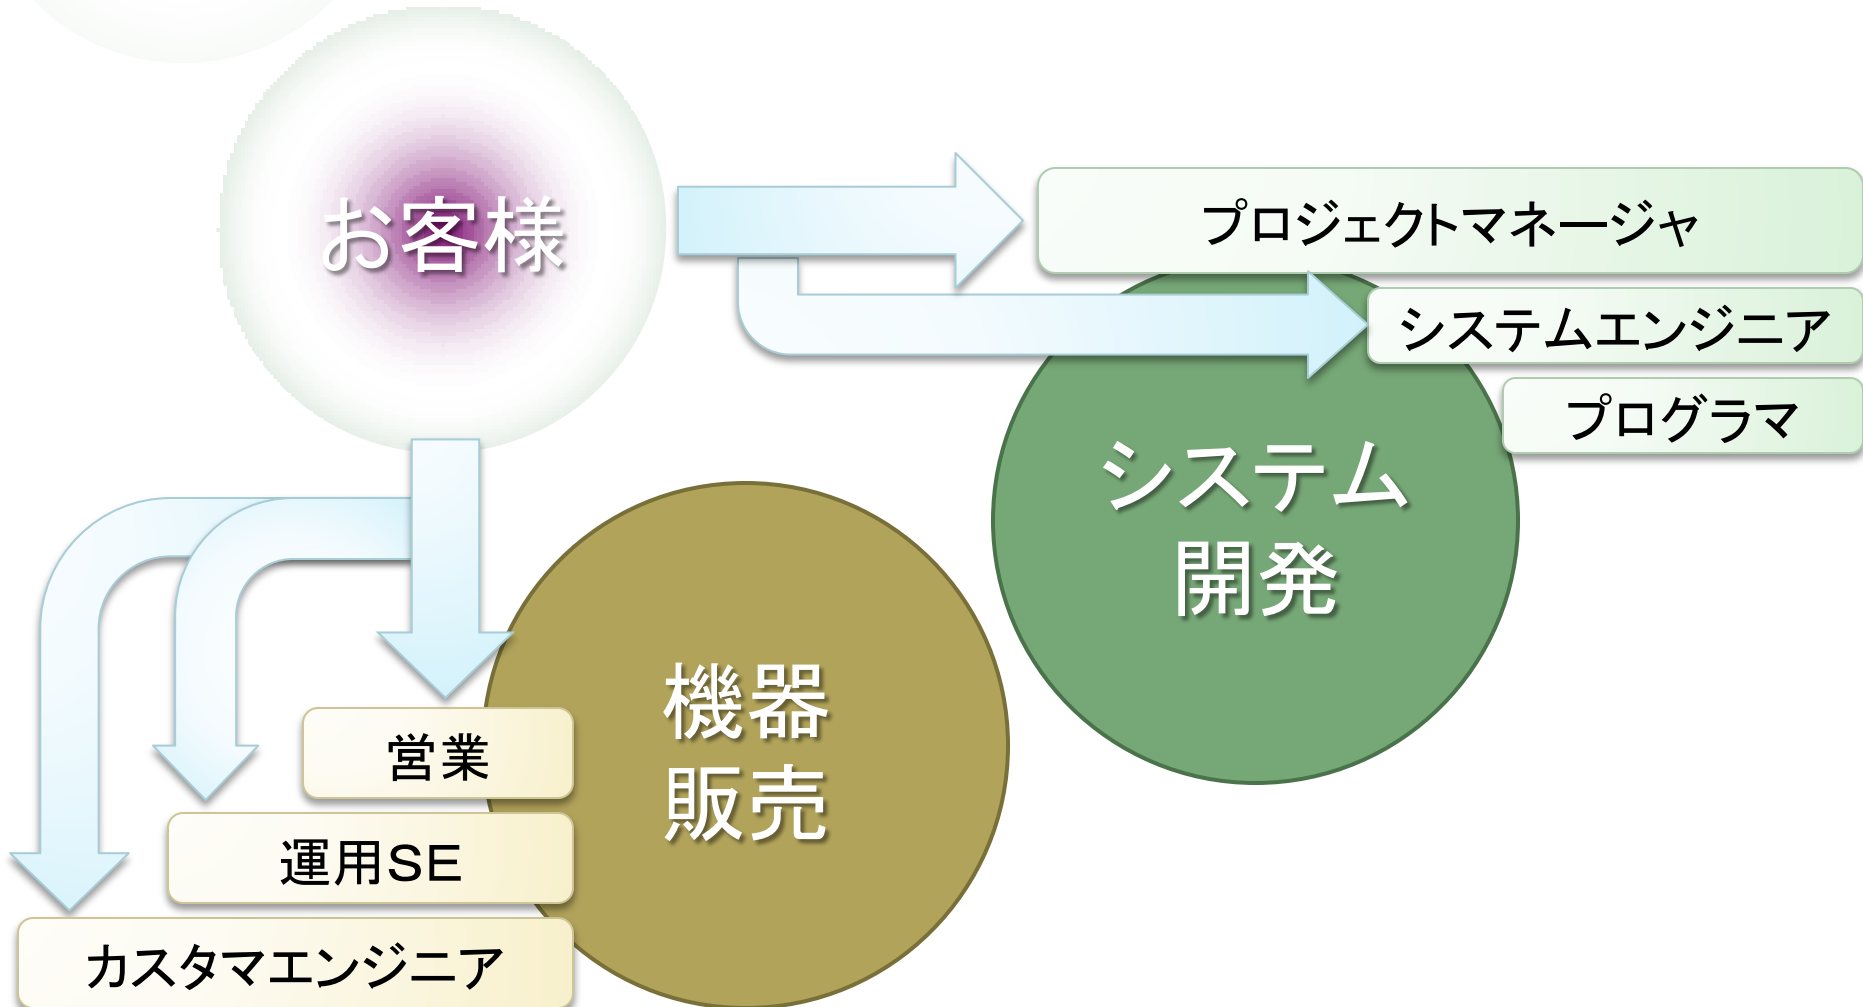 お客様
プロジェクトマネージャ
システムエンジニア
プログラマ
システム
開発
機器
販売
営業
運用SE
カスタマエンジニア